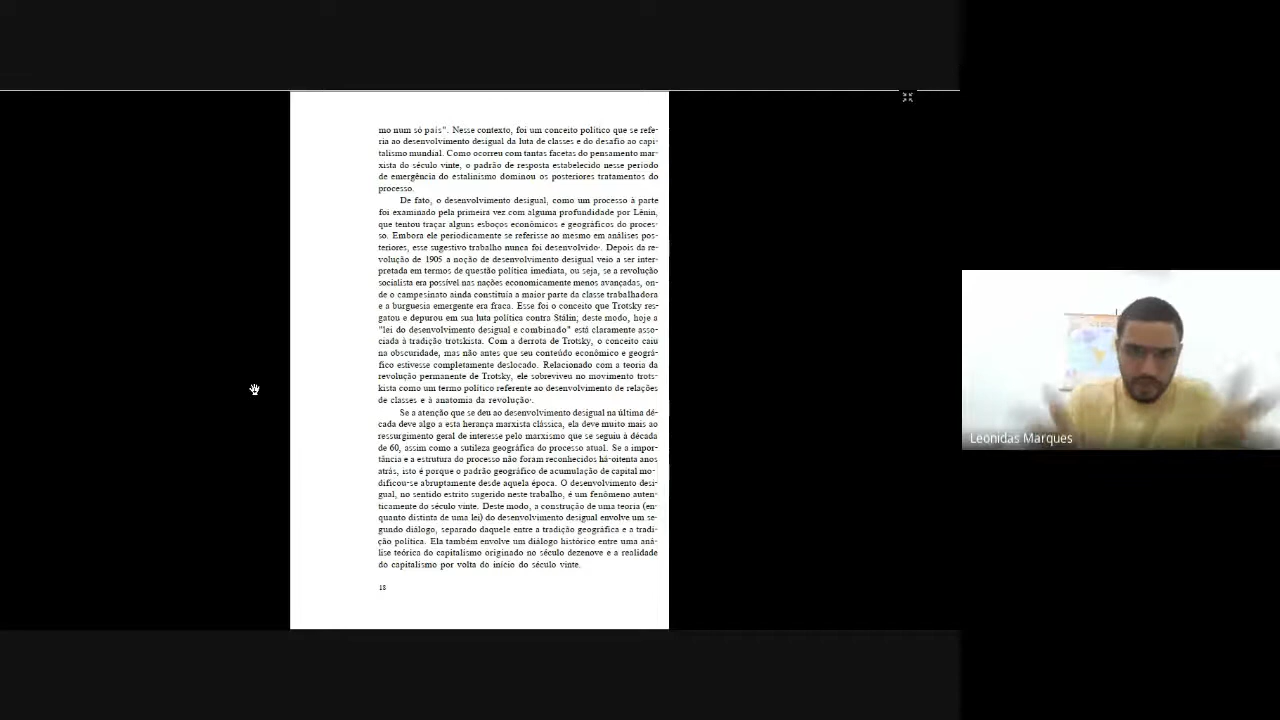 mo num só país". Nesse contexto, foi um conceito político que se refe-
ria ao desenvolvimento desigual da luta de classes e do desafio ao capi-
talismo mundial. Como ocorreu com tantas facetas do pensamento mar-
xista do século vinte, o padrão de resposta estabelecido nesse período
de emergência do estalinismo dominou os posteriores tratamentos do
processo.
De fato, o desenvolvimento desigual, como um processo à parte
foi examinado pela primeira vez com alguma profundidade por Lênin,
que tentou traçar alguns esboços econômicos e geográficos do proces-
so. Embora ele periodicamente se referisse ao mesmo em análises pos-
teriores, esse sugestivo trabalho nunca foi desenvolvido. Depois da re-
volução de 1905 a noção de desenvolvimento desigual veio a ser inter-
pretada em termos de questão política imediata, ou seja, se a revolução
socialista era possível nas nações economicamente menos avançadas, on-
de o campesinato ainda constituía a maior parte da classe trabalhadora
e a burguesia emergente era fraca. Esse foi o conceito que Trotsky res-
gatou e depurou em sua luta política contra Stálin; deste modo, hoje a
"lei do desenvolvimento desigual e combinado" está claramente asso-
ciada à tradição trotskista. Com a derrota de Trotsky, o conceito caiu
na obscuridade, mas não antes que seu conteúdo econômico e geográ-
fico estivesse completamente deslocado. Relacionado com a teoria da
revolução permanente de Trotsky, ele sobreviveu no movimento trots-
kista como um termo político referente ao desenvolvimento de relações
de classes e à anatomia da revolução.
Se a atenção que se deu ao desenvolvimento desigual na última dé-
cada deve algo a esta herança marxista clássica, ela deve muito mais ao
ressurgimento geral de interesse pelo marxismo que se seguiu à década
de 60, assim como a sutileza geográfica do processo atual. Se a impor-
tância e a estrutura do processo não foram reconhecidos há oitenta anos
atrás, isto é porque o padrão geográfico de acumulação de capital mo-
dificou-se abruptamente desde aquela época. O desenvolvimento desi-
gual, no sentido estrito sugerido neste trabalho, é um fenômeno auten-
ticamente do século vinte. Deste modo, a construção de uma teoria (en-
quanto distinta de uma lei) do desenvolvimento desigual envolve um se-
gundo diálogo, separado daquele entre a tradição geográfica e a tradi-
ção política. Ela também envolve um diálogo histórico entre uma aná-
lise teórica do capitalismo originado no século dezenove e a realidade
do capitalismo por volta do início do século vinte.
18
Leonidas Marques